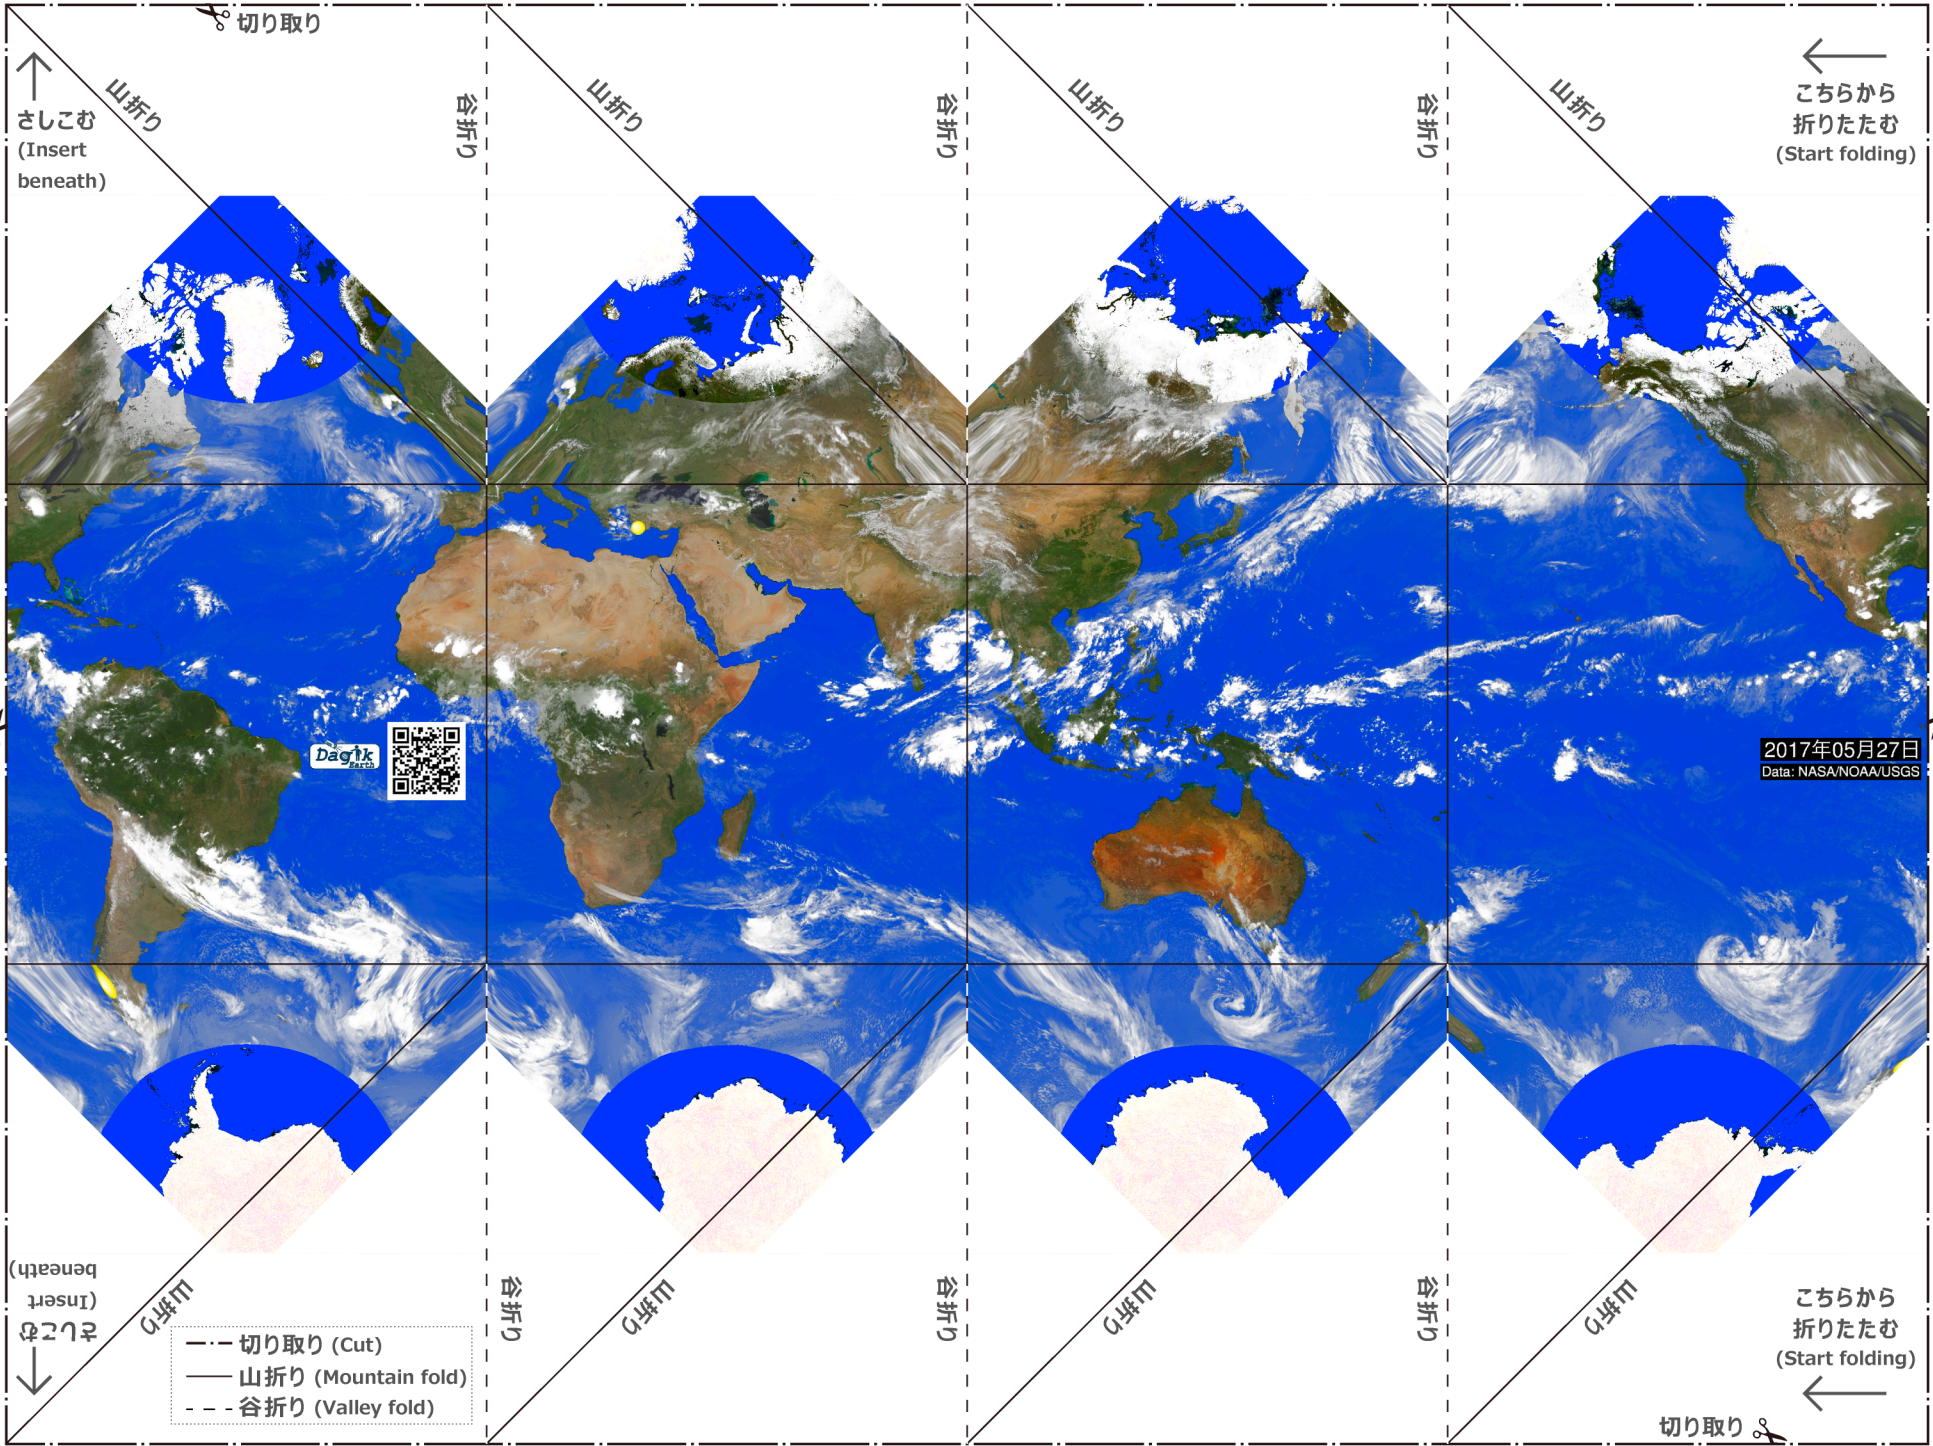 切り取り
山折り
谷折り
山折り
谷折り
山折り
谷折り
山折り
こちらから
折りたたむ
(Start folding)
さしこむ
(Insert
beneath)
Dagik
Earth
2017年05月27日
Data: NASA/NOAA/USGS
さしこむ
(Insert
beneath)
山折り
谷折り
山折り
谷折り
山折り
谷折り
山折り
こちらから
折りたたむ
(Start folding)
切り取り (Cut)
山折り (Mountain fold)
谷折り (Valley fold)
切り取り